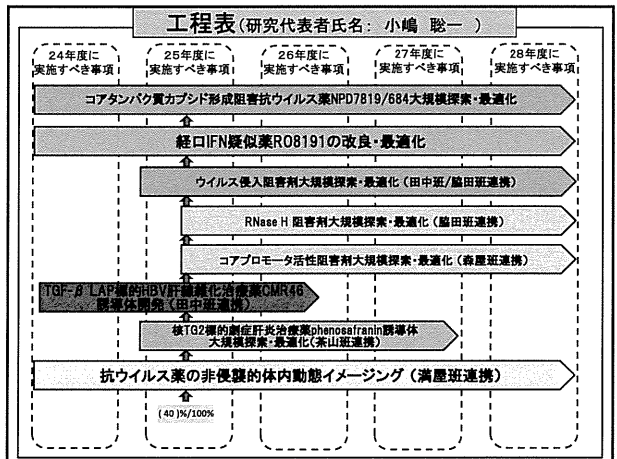 工程表(研究代表者氏名: 小嶋 聡一 )
24年度に
実施すべき事項
25年度に
実施すべき事項
26年度に
実施すべき事項
27年度に
実施すべき事項
28年度に
実施すべき事項
コアタンパク質カプシド形成阻害抗ウイルス薬NPD7819/684大規模探索・最適化
経口IFN疑似薬RO8191の改良・最適化
ウイルス侵入阻害剤大規模探索・最適化 (田中班/脇田班連携)
RNase H 阻害剤大規模探索・最適化 (脇田班連携)
コアプロモータ活性阻害剤大規模探索・最適化 (森屋班連携)
TGF-β LAP標的HBV肝線維化治療薬CMR46
誘導体開発 (田中班連携)
核TG2標的劇症肝炎治療薬phenosafranin誘導体
大規模探索・最適化(茶山班連携)
抗ウイルス薬の非侵襲的体内動態イメージング (満屋班連携)
( 40 )%/100%